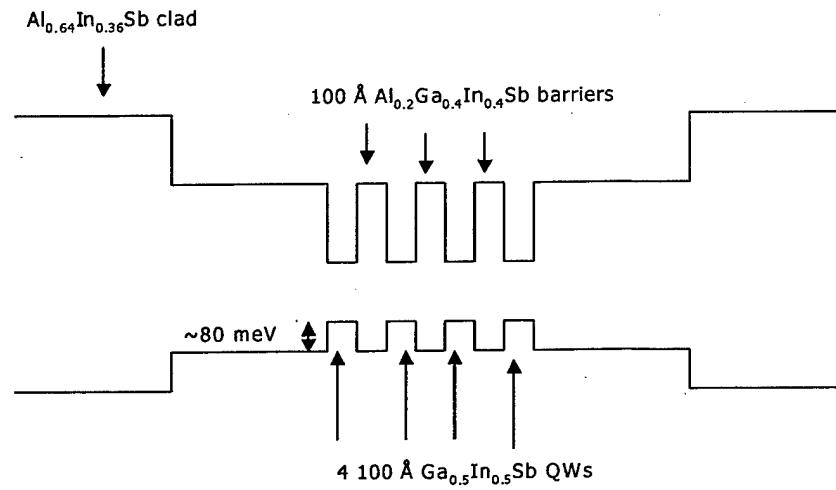 Al₀.₆₄In₀.₃₆Sb clad
100 Å Al₀.₂Ga₀.₄In₀.₄Sb barriers
~80 meV
4 100 Å Ga₀.₅In₀.₅Sb QWs